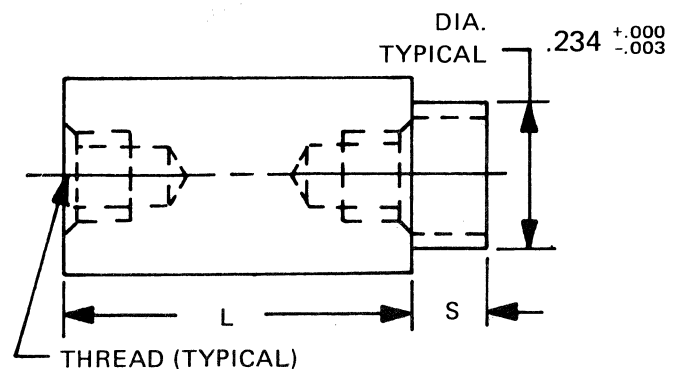 DIA.
TYPICAL
.234 +.000
-.003
L
S
THREAD (TYPICAL)